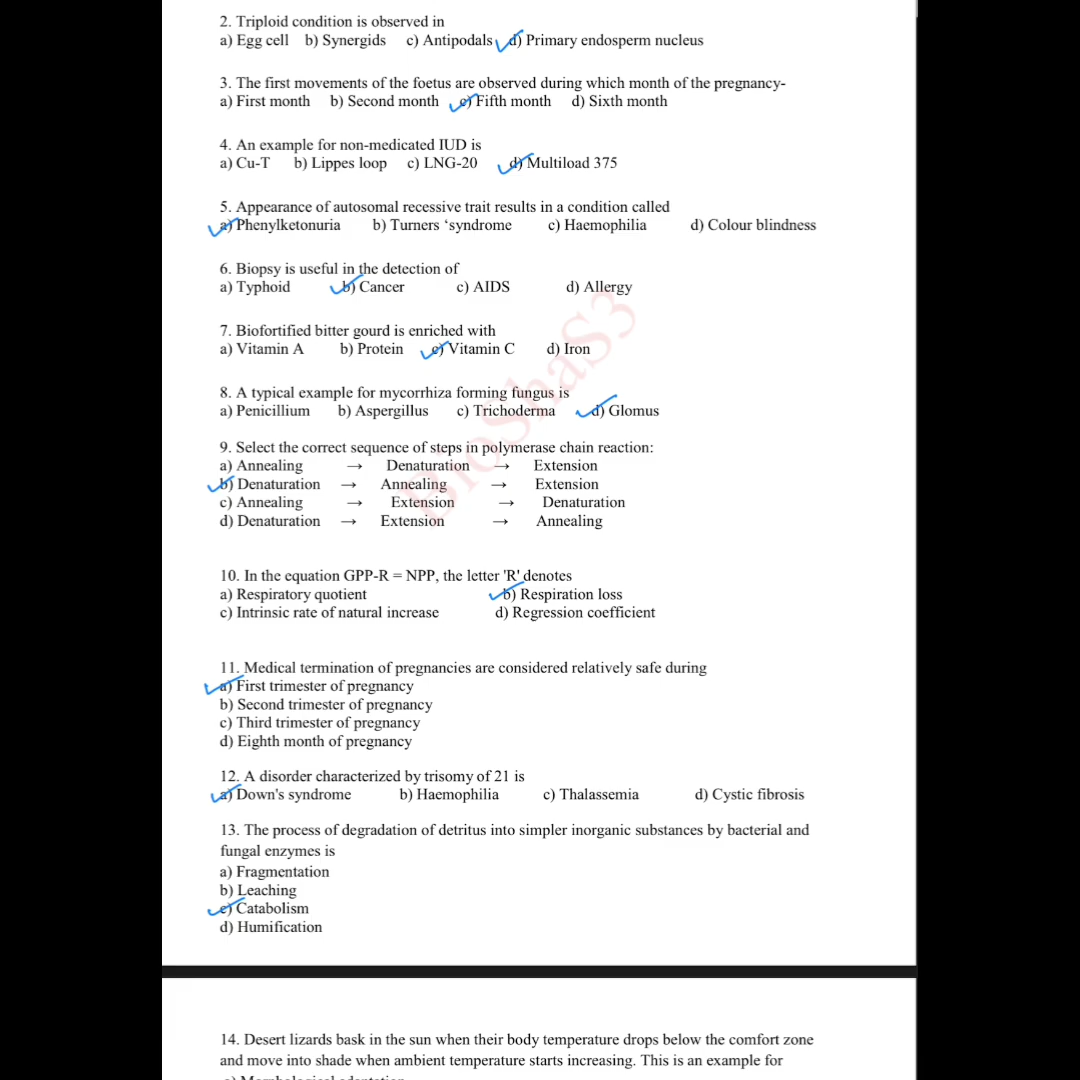 2. Triploid condition is observed in
a) Egg cell b) Synergids c) Antipodals d) Primary endosperm nucleus
3. The first movements of the foetus are observed during which month of the pregnancy-
a) First month b) Second month c) Fifth month d) Sixth month
4. An example for non-medicated IUD is
a) Cu-T b) Lippes loop c) LNG-20 d) Multiload 375
5. Appearance of autosomal recessive trait results in a condition called
a) Phenylketonuria b) Turners ‘syndrome c) Haemophilia d) Colour blindness
6. Biopsy is useful in the detection of
a) Typhoid b) Cancer c) AIDS d) Allergy
7. Biofortified bitter gourd is enriched with
a) Vitamin A b) Protein c) Vitamin C d) Iron
8. A typical example for mycorrhiza forming fungus is
a) Penicillium b) Aspergillus c) Trichoderma d) Glomus
9. Select the correct sequence of steps in polymerase chain reaction:
a) Annealing → Denaturation → Extension
b) Denaturation → Annealing → Extension
c) Annealing → Extension → Denaturation
d) Denaturation → Extension → Annealing
BioShaS3
10. In the equation GPP-R = NPP, the letter 'R' denotes
a) Respiratory quotient b) Respiration loss
c) Intrinsic rate of natural increase d) Regression coefficient
11. Medical termination of pregnancies are considered relatively safe during
a) First trimester of pregnancy
b) Second trimester of pregnancy
c) Third trimester of pregnancy
d) Eighth month of pregnancy
12. A disorder characterized by trisomy of 21 is
a) Down's syndrome b) Haemophilia c) Thalassemia d) Cystic fibrosis
13. The process of degradation of detritus into simpler inorganic substances by bacterial and
fungal enzymes is
a) Fragmentation
b) Leaching
c) Catabolism
d) Humification
14. Desert lizards bask in the sun when their body temperature drops below the comfort zone
and move into shade when ambient temperature starts increasing. This is an example for